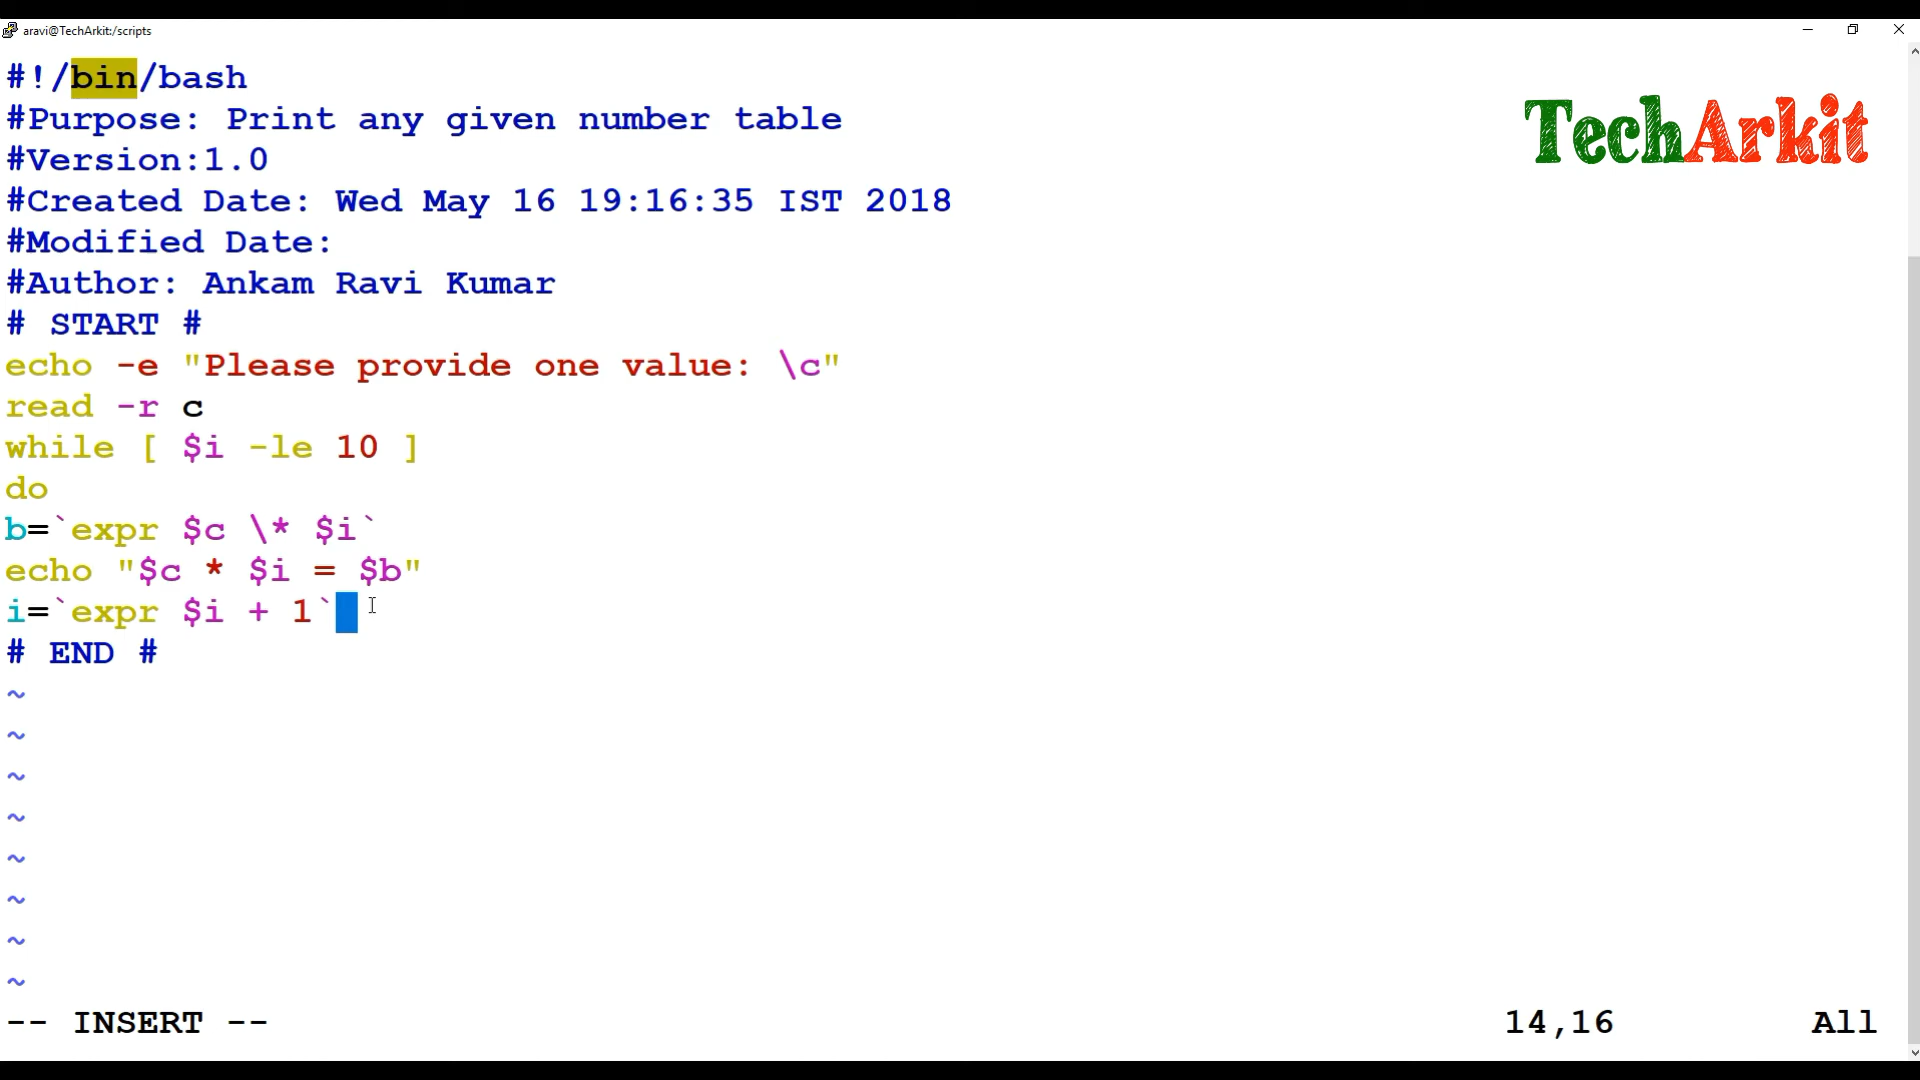 aravi@TechArkit:/scripts
#!/bin/bash
#Purpose: Print any given number table
#Version:1.0
#Created Date: Wed May 16 19:16:35 IST 2018
#Modified Date:
#Author: Ankam Ravi Kumar
# START #
echo -e "Please provide one value: \c"
read -r c
while [ $i -le 10 ]
do
b=`expr $c \* $i`
echo "$c * $i = $b"
i=`expr $i + 1`
# END #
~
~
~
~
~
~
~
~
-- INSERT -- 14,16 All
TechArkit